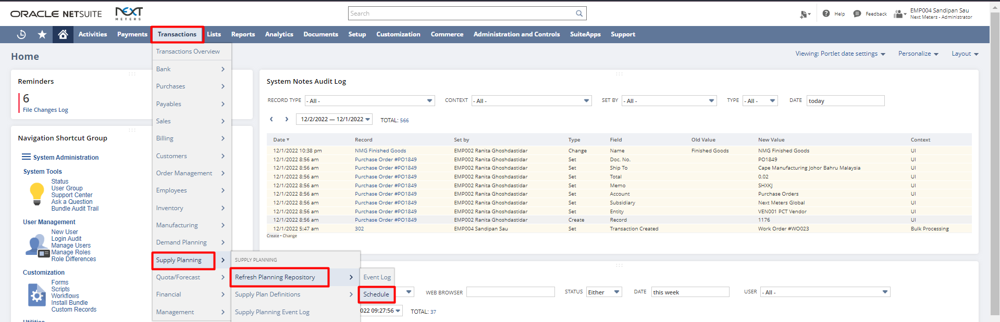 ORACLE NETSUITE
NEXT METERS
Search
Help
Feedback
EMP004 Sandipan Sau
Next Meters - Administrator
Activities Payments Transactions Lists Reports Analytics Documents Setup Customization Commerce Administration and Controls SuiteApps Support
Home
Viewing: Portlet date settings
Personalize
Layout
Transactions Overview
Bank
Purchases
Payables
Sales
Billing
Customers
Order Management
Employees
Inventory
Manufacturing
Demand Planning
Supply Planning
Quota/Forecast
Financial
Management
SUPPLY PLANNING
Refresh Planning Repository
Supply Plan Definitions
Supply Planning Event Log
Event Log
Schedule
Reminders
6
File Changes Log
Navigation Shortcut Group
System Administration
System Tools
Status
User Group
Support Center
Ask a Question
Bundle Audit Trail
User Management
New User
Login Audit
Manage Users
Manage Roles
Role Differences
Customization
Forms
Scripts
Workflows
Install Bundle
Custom Records
Utilities
System Notes Audit Log
RECORD TYPE - All - CONTEXT - All - SET BY - All - TYPE - All - DATE today
12/2/2022 — 12/1/2022 TOTAL: 566
Date Record Set by Type Field Old Value New Value Context
12/1/2022 10:38 pm NMG Finished Goods EMP002 Ranita Ghoshdastidar Change Name Finished Goods NMG Finished Goods UI
12/1/2022 8:56 am Purchase Order #PO1849 EMP002 Ranita Ghoshdastidar Set Doc. No. PO1849 UI
12/1/2022 8:56 am Purchase Order #PO1849 EMP002 Ranita Ghoshdastidar Set Ship To Cape Manufacturing Johor Bahru Malaysia UI
12/1/2022 8:56 am Purchase Order #PO1849 EMP002 Ranita Ghoshdastidar Set Total 0.02 UI
12/1/2022 8:56 am Purchase Order #PO1849 EMP002 Ranita Ghoshdastidar Set Memo SHXKJ UI
12/1/2022 8:56 am Purchase Order #PO1849 EMP002 Ranita Ghoshdastidar Set Account Purchase Orders UI
12/1/2022 8:56 am Purchase Order #PO1849 EMP002 Ranita Ghoshdastidar Set Subsidiary Next Meters Global UI
12/1/2022 8:56 am Purchase Order #PO1849 EMP002 Ranita Ghoshdastidar Set Entity VEN001 PCT Vendor UI
12/1/2022 8:56 am Purchase Order #PO1849 EMP002 Ranita Ghoshdastidar Create Record 1176 UI
12/1/2022 5:47 am 302 EMP004 Sandipan Sau Set Transaction Created Work Order #WO023 Bulk Processing
Create • Change
WEB BROWSER STATUS Either DATE this week USER - All -
022 09:27:56 TOTAL: 37